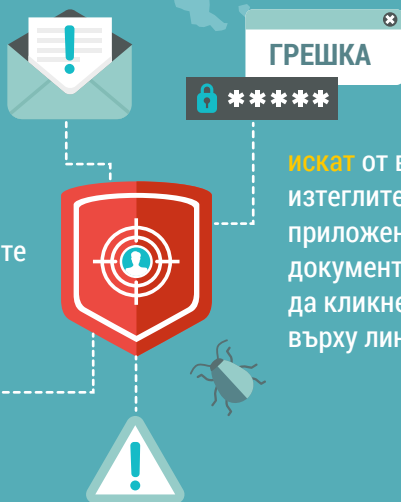 ГРЕШКА
*****
искат от в
изтеглите
приложен
документ
да кликне
върху лин
те